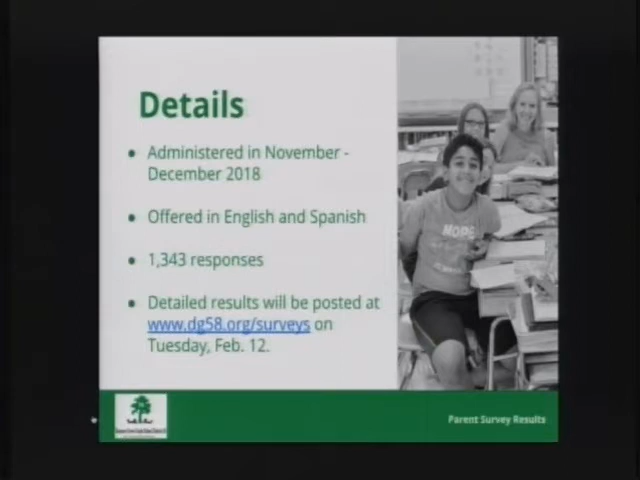 Details
• Administered in November -
December 2018
• Offered in English and Spanish
• 1,343 responses
• Detailed results will be posted at
www.dg58.org/surveys on
Tuesday, Feb. 12.
NOPE
Parent Survey Results